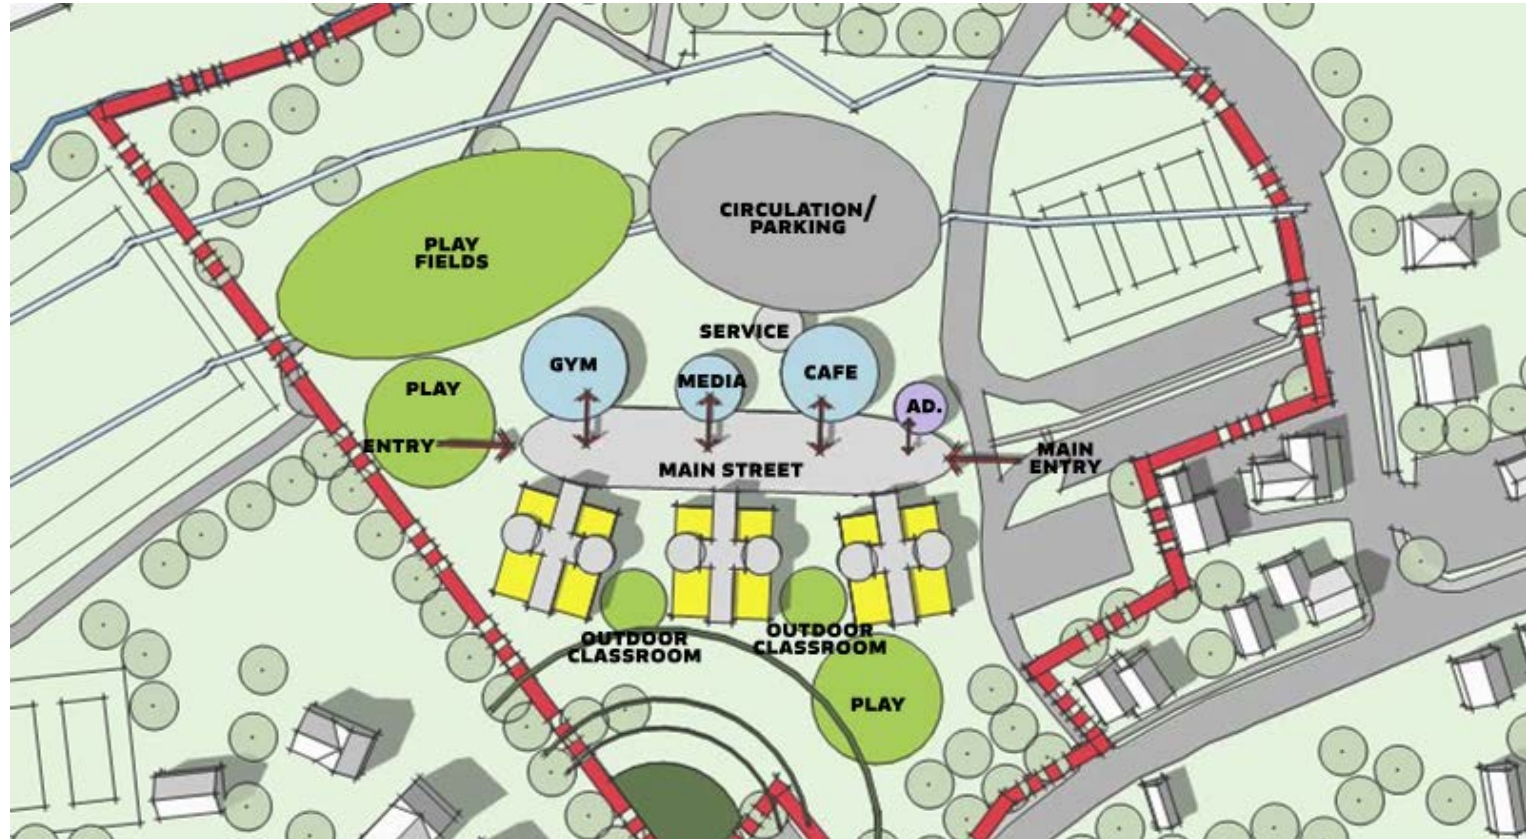 CIRCULATION/
PARKING
PLAY
FIELDS
SERVICE
GYM
MEDIA
CAFE
PLAY
AD.
ENTRY
MAIN STREET
MAIN
ENTRY
OUTDOOR
CLASSROOM
OUTDOOR
CLASSROOM
PLAY